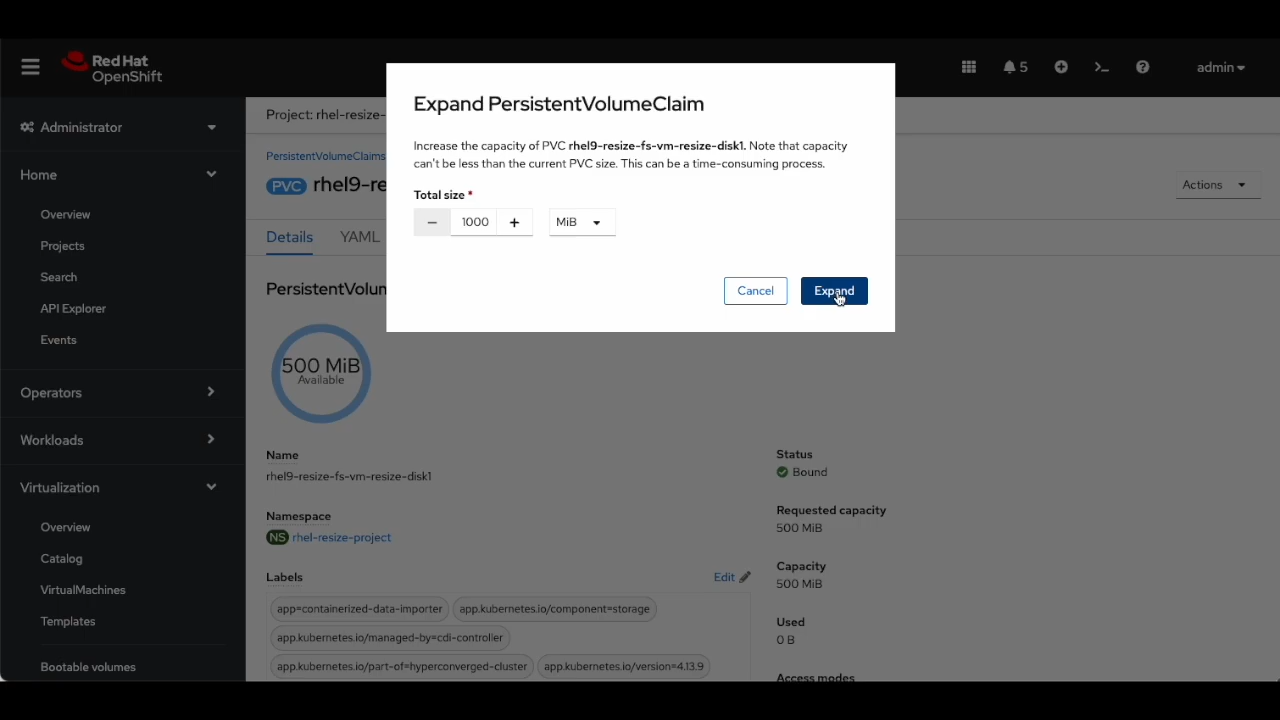 Red Hat
OpenShift
5
admin
Administrator
Home
Overview
Projects
Search
API Explorer
Events
Operators
Workloads
Virtualization
Overview
Catalog
VirtualMachines
Templates
Bootable volumes
Project: rhel-resize-
PersistentVolumeClaims
PVC rhel9-re
Actions
Details YAML
PersistentVolun
500 MiB
Available
Name
rhel9-resize-fs-vm-resize-disk1
Namespace
NS rhel-resize-project
Labels
Edit
app=containerized-data-importer app.kubernetes.io/component=storage
app.kubernetes.io/managed-by=cdi-controller
app.kubernetes.io/part-of=hyperconverged-cluster app.kubernetes.io/version=4.13.9
Status
Bound
Requested capacity
500 MiB
Capacity
500 MiB
Used
0 B
Access modes
Expand PersistentVolumeClaim
Increase the capacity of PVC rhel9-resize-fs-vm-resize-disk1. Note that capacity
can't be less than the current PVC size. This can be a time-consuming process.
Total size *
1000 MiB
Cancel Expand